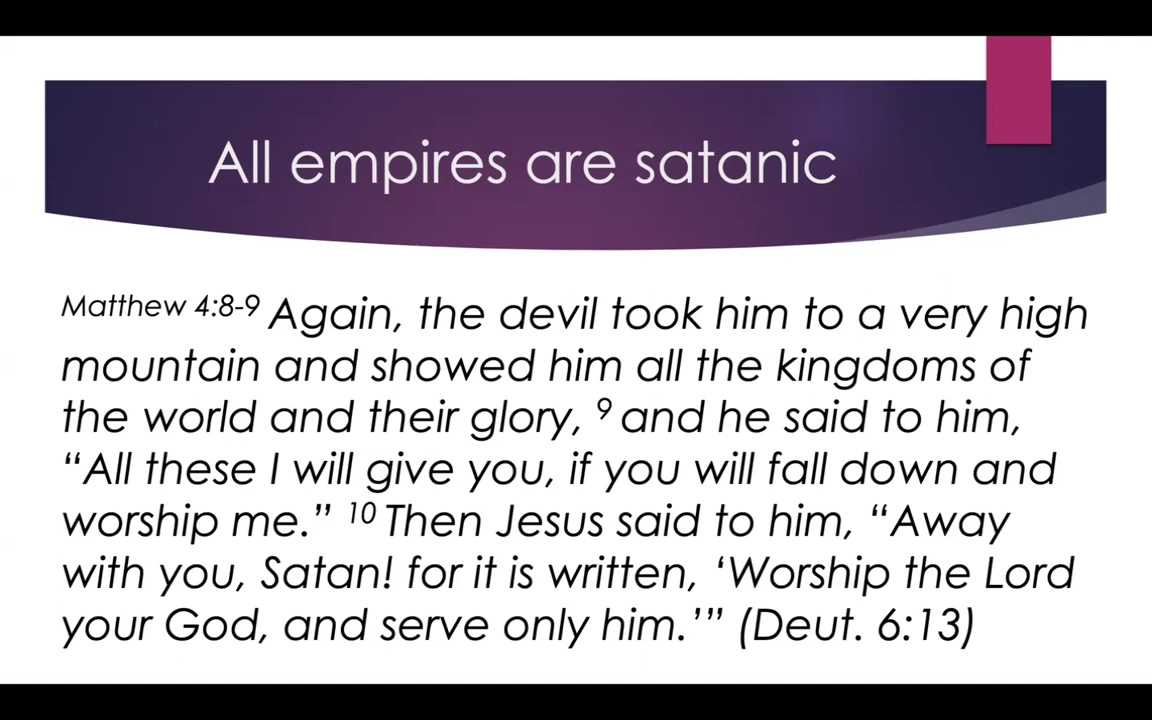 All empires are satanic
Matthew 4:8-9 Again, the devil took him to a very high
mountain and showed him all the kingdoms of
the world and their glory, 9 and he said to him,
“All these I will give you, if you will fall down and
worship me.” 10 Then Jesus said to him, “Away
with you, Satan! for it is written, ‘Worship the Lord
your God, and serve only him.’” (Deut. 6:13)